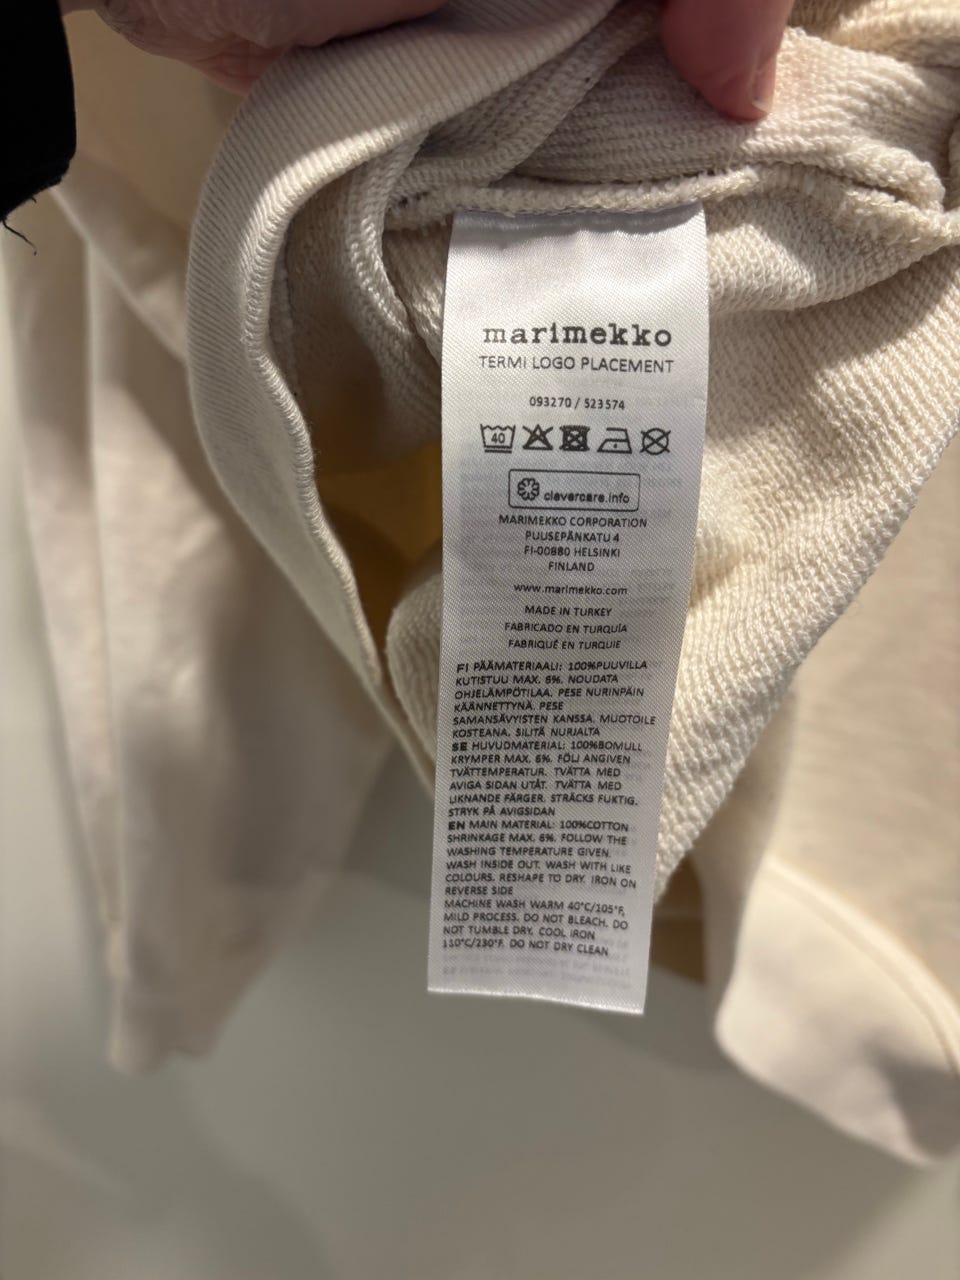 marimekko
TERMI LOGO PLACEMENT
093270 / 523574
40
clevercare.info
MARIMEKKO CORPORATION
PUUSEPÄNKATU 4
FI-00880 HELSINKI
FINLAND
www.marimekko.com
MADE IN TURKEY
FABRICADO EN TURQUÍA
FABRIQUÉ EN TURQUIE
FI PÄÄMATERIAALI: 100%PUUVILLA
KUTISTUU MAX. 6%. NOUDATA
OHJELÄMPÖTILAA. PESE NURINPÄIN
KÄÄNNETTYNÄ. PESE
SAMANSÄVYISTEN KANSSA. MUOTOILE
KOSTEANA. SILITÄ NURJALTA
SE HUVUDMATERIAL: 100%BOMULL
KRYMPER MAX. 6%. FÖLJ ANGIVEN
TVÄTTEMPERATUR. TVÄTTA MED
AVIGA SIDAN UTÅT. TVÄTTA MED
LIKNANDE FÄRGER. STRÄCKS FUKTIG.
STRYK PÅ AVIGSIDAN
EN MAIN MATERIAL: 100%COTTON
SHRINKAGE MAX. 6%. FOLLOW THE
WASHING TEMPERATURE GIVEN.
WASH INSIDE OUT. WASH WITH LIKE
COLOURS. RESHAPE TO DRY. IRON ON
REVERSE SIDE
MACHINE WASH WARM 40°C/105°F,
MILD PROCESS. DO NOT BLEACH. DO
NOT TUMBLE DRY. COOL IRON
110°C/230°F. DO NOT DRY CLEAN